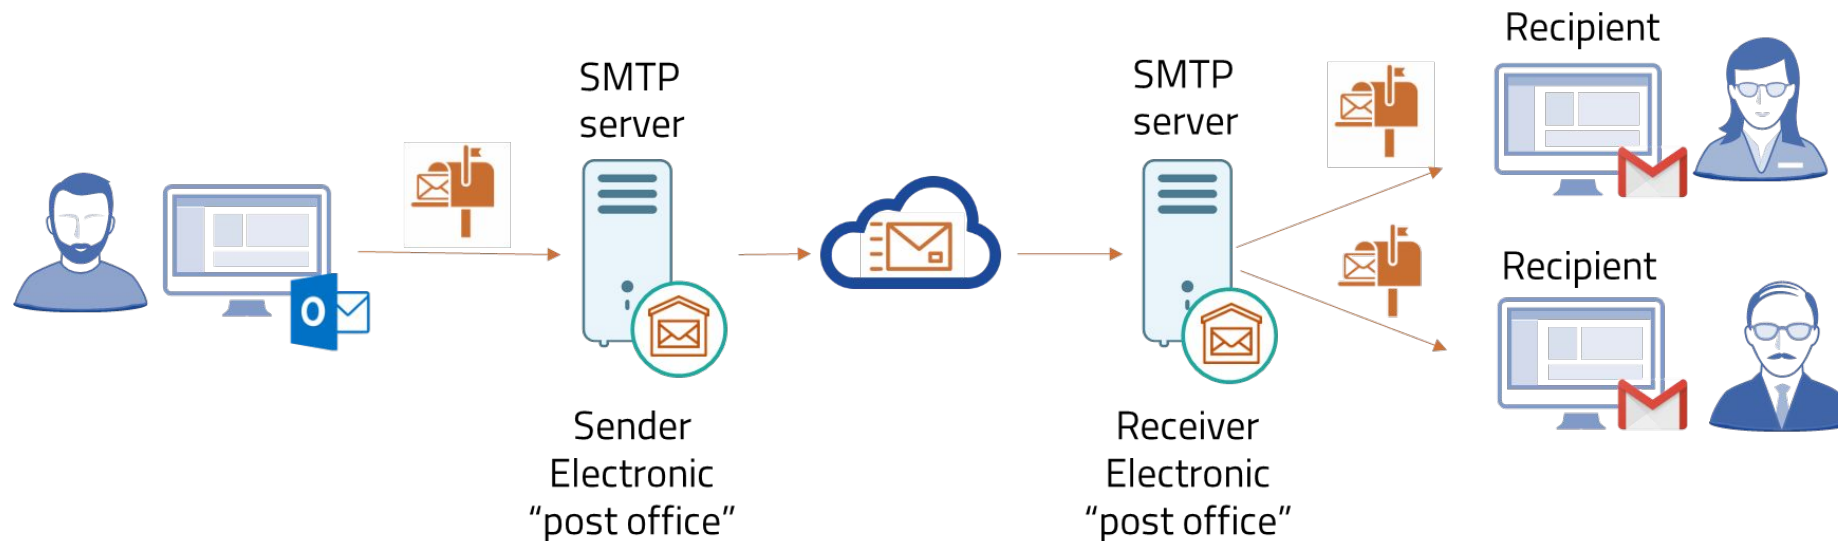 SMTP
server
Sender
Electronic
“post office”
SMTP
server
Receiver
Electronic
“post office”
Recipient
Recipient
O